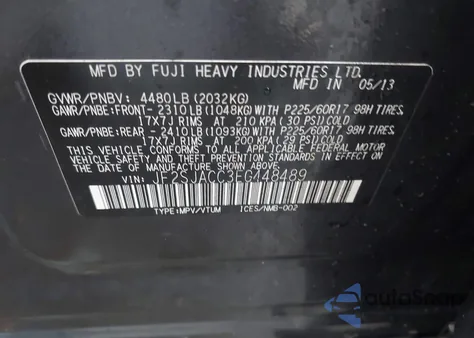 MFD BY FUJI HEAVY INDUSTRIES LTD.
05/13
GVWR/PNBV: 4480LB (2032KG)
GAWR/PNBE:FRONT- 2310LB (1048KG)WITH P225/60R17 98H TIRES,
17X7J RIMS AT 210 KPA (30 PSI)COLD
GAWR/PNBE:REAR - 2410LB (1093KG)WITH P225/60R17 98H TIRES,
17X7J RIMS AT 200 KPA (29 PSI)COLD
THIS VEHICLE CONFORMS TO ALL APPLICABLE FEDERAL MOTOR
VEHICLE SAFETY, BUMPER, AND THEFT PREVENTION STANDARDS IN
EFFECT ON THE DATE OF MANUFACTURE SHOWN ABOVE.
VIN: JF2SJACC3EG448489
TYPE:MPV/VTUM ICES/NMB-002
autoSnap